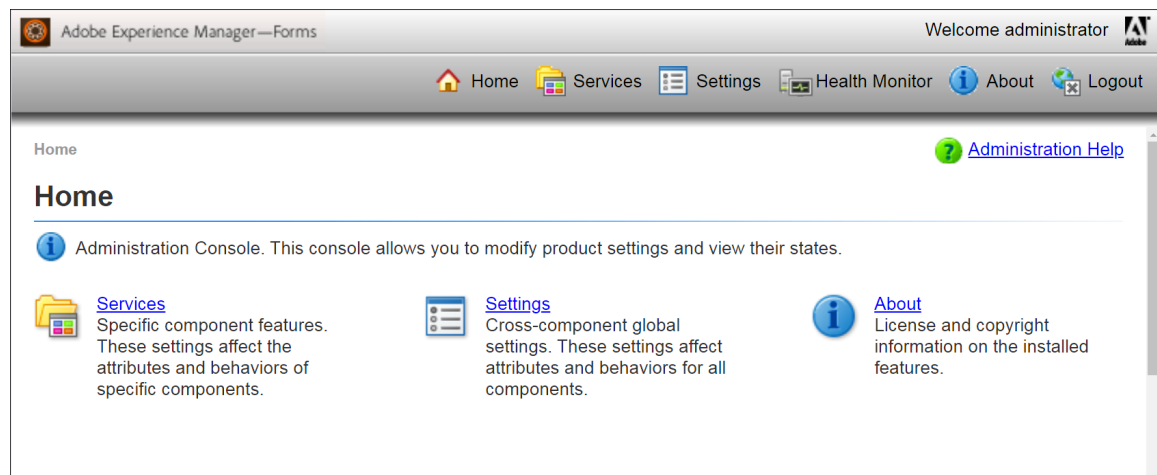 Adobe Experience Manager—Forms
Welcome administrator
Adobe
Home
Services
Settings
Health Monitor
About
Logout
Home
Administration Help
Home
Administration Console. This console allows you to modify product settings and view their states.
Services
Specific component features.
These settings affect the
attributes and behaviors of
specific components.
Settings
Cross-component global
settings. These settings affect
attributes and behaviors for all
components.
About
License and copyright
information on the installed
features.